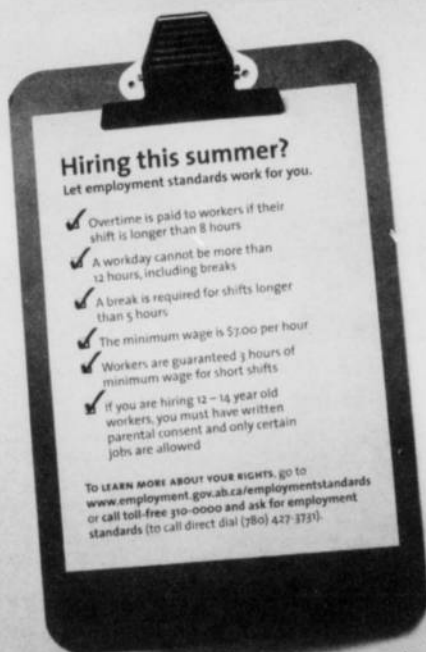 Hiring this summer?
Let employment standards work for you.
Overtime is paid to workers if their
shift is longer than 8 hours
A workday cannot be more than
12 hours, including breaks
A break is required for shifts longer
than 5 hours
The minimum wage is $7.00 per hour
Workers are guaranteed 3 hours of
minimum wage for short shifts
If you are hiring 12 – 14 year old
workers, you must have written
parental consent and only certain
jobs are allowed
TO LEARN MORE ABOUT YOUR RIGHTS, go to
www.employment.gov.ab.ca/employmentstandards
or call toll-free 310-0000 and ask for employment
standards (to call direct dial (780) 427-3731).